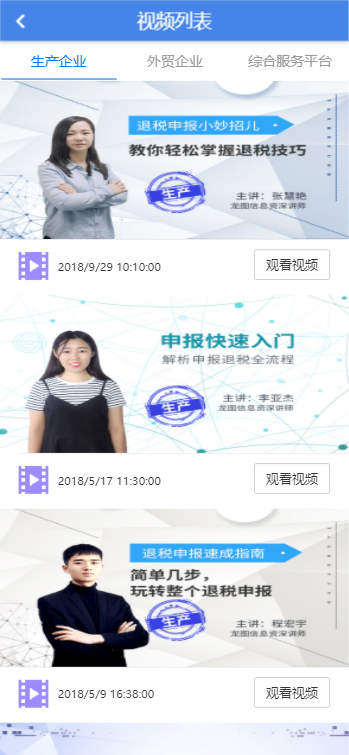 视频列表
生产企业
外贸企业
综合服务平台
退税申报小妙招儿
教你轻松掌握退税技巧
生产
主讲：张慧艳
龙图信息资深讲师
2018/9/29 10:10:00
观看视频
申报快速入门
解析申报退税全流程
生产
主讲：李亚杰
龙图信息资深讲师
2018/5/17 11:30:00
观看视频
退税申报速成指南
简单几步，
玩转整个退税申报
生产
主讲：程宏宇
龙图信息资深讲师
2018/5/9 16:38:00
观看视频